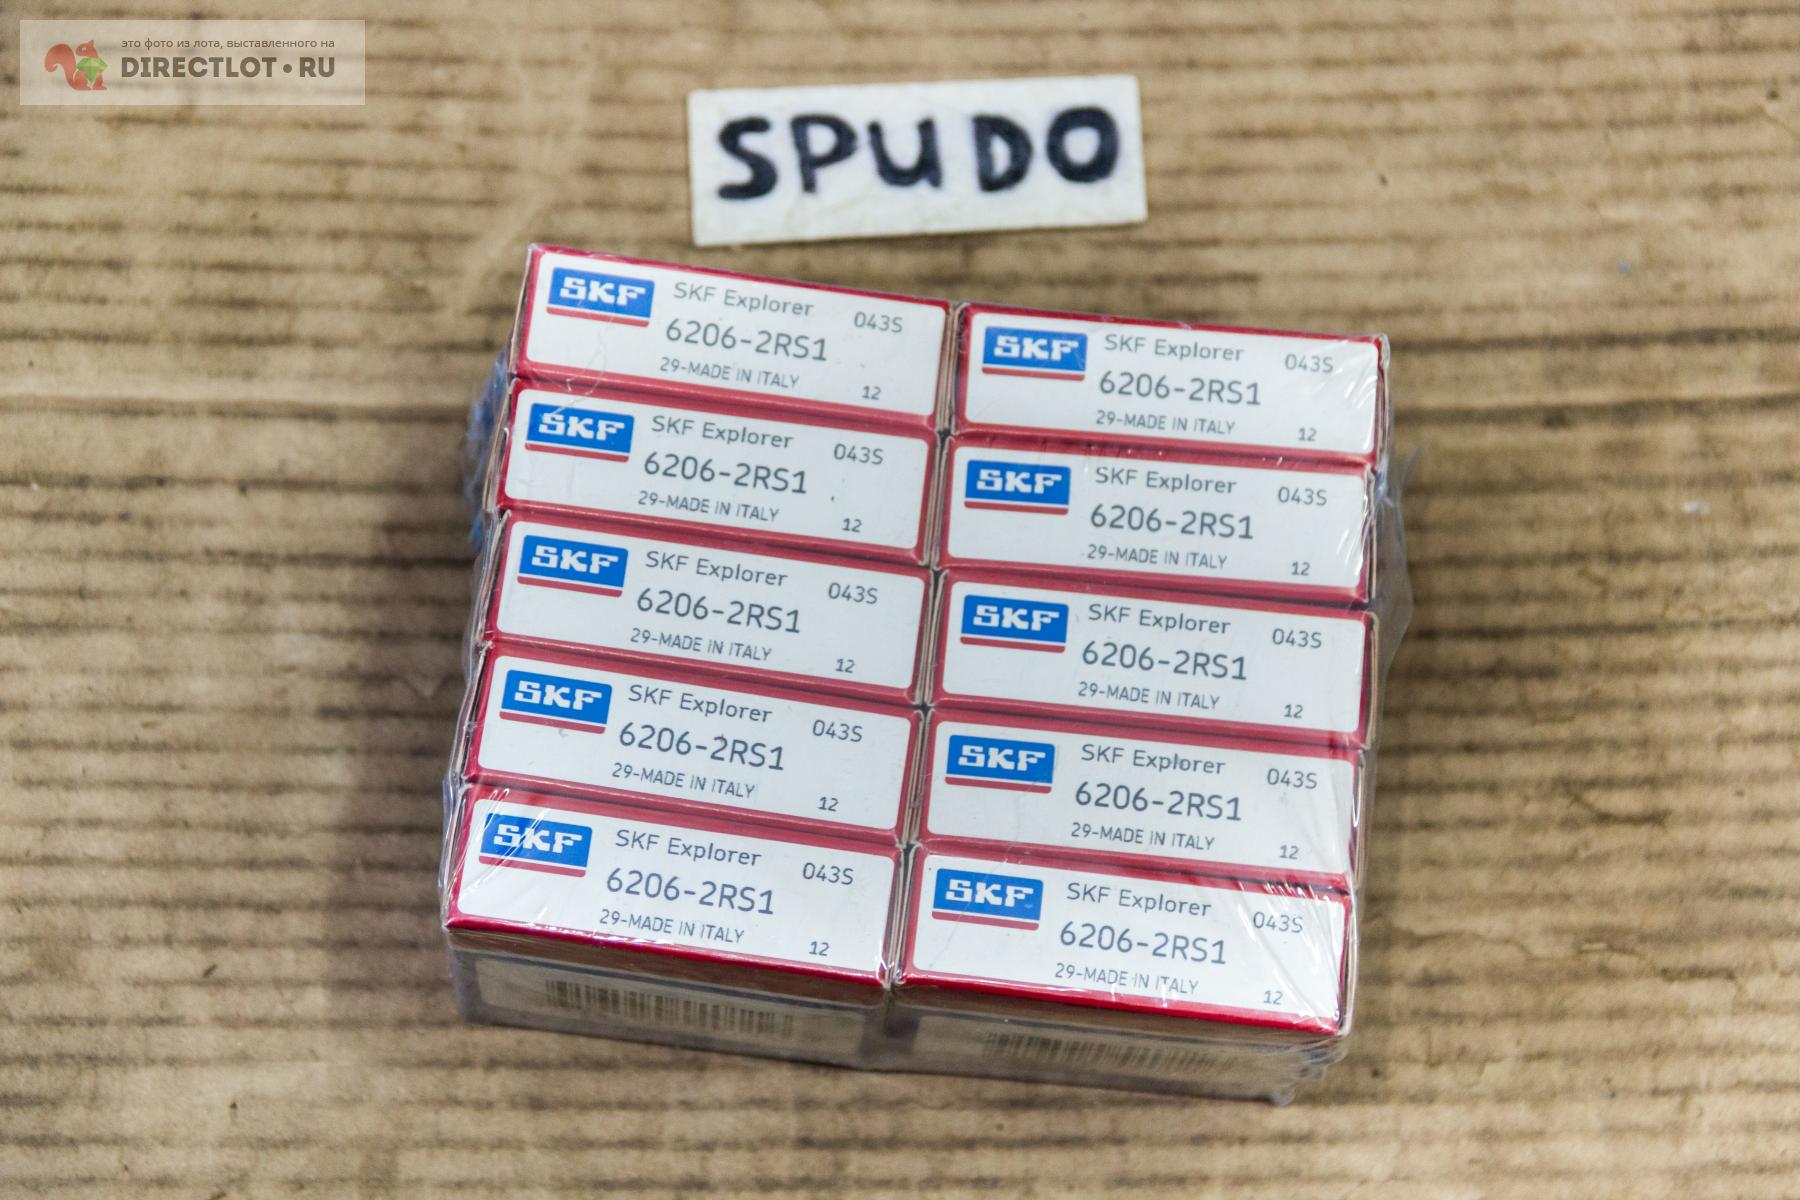 это фото из лота, выставленного на
DIRECTLOT•RU
SPUDO
SKF
SKF Explorer
043S
6206-2RS1
29-MADE IN ITALY
12
SKF
SKF Explorer
043S
6206-2RS1
29-MADE IN ITALY
12
SKF
SKF Explorer
043S
6206-2RS1
29-MADE IN ITALY
12
SKF
SKF Explorer
043S
6206-2RS1
29-MADE IN ITALY
12
SKF
SKF Explorer
043S
6206-2RS1
29-MADE IN ITALY
12
SKF
SKF Explorer
043S
6206-2RS1
29-MADE IN ITALY
12
SKF
SKF Explorer
043S
6206-2RS1
29-MADE IN ITALY
12
SKF
SKF Explorer
043S
6206-2RS1
29-MADE IN ITALY
12
SKF
SKF Explorer
043S
6206-2RS1
29-MADE IN ITALY
12
SKF
SKF Explorer
043S
6206-2RS1
29-MADE IN ITALY
12